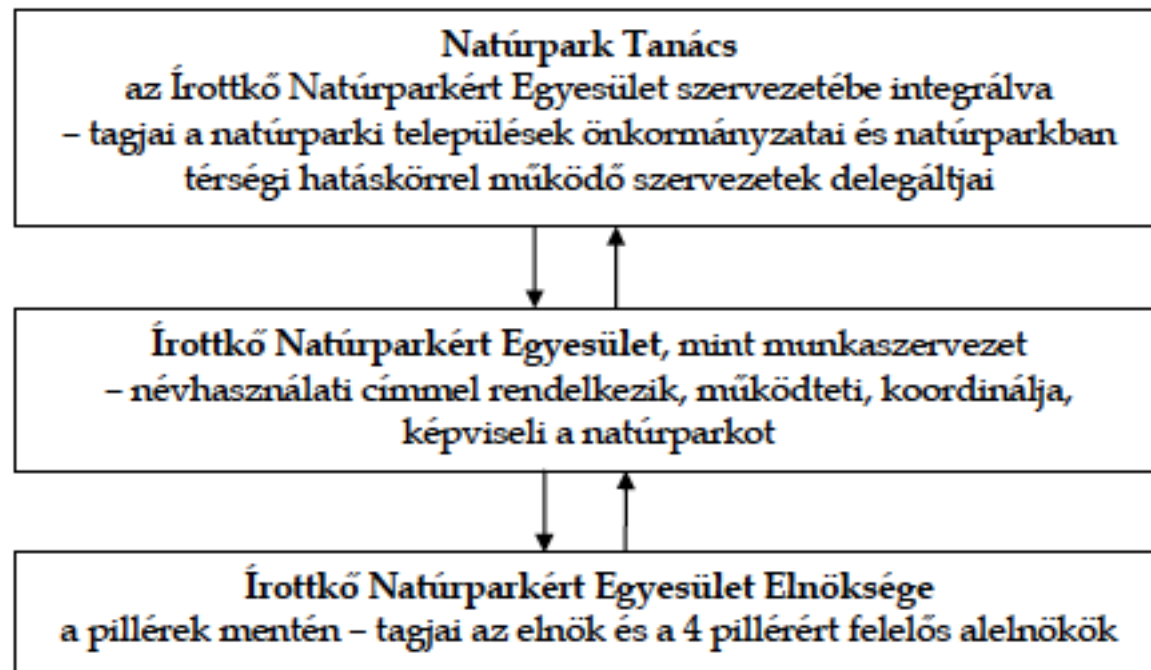 Natúrpark Tanács
az Írottkő Natúrparkért Egyesület szervezetébe integrálva
– tagjai a natúrparki települések önkormányzatai és natúrparkban
térségi hatáskörrel működő szervezetek delegáltjai
Írottkő Natúrparkért Egyesület, mint munkaszervezet
– névhasználati címmel rendelkezik, működteti, koordinálja,
képviseli a natúrparkot
Írottkő Natúrparkért Egyesület Elnöksége
a pillérek mentén – tagjai az elnök és a 4 pillérért felelős alelnökök